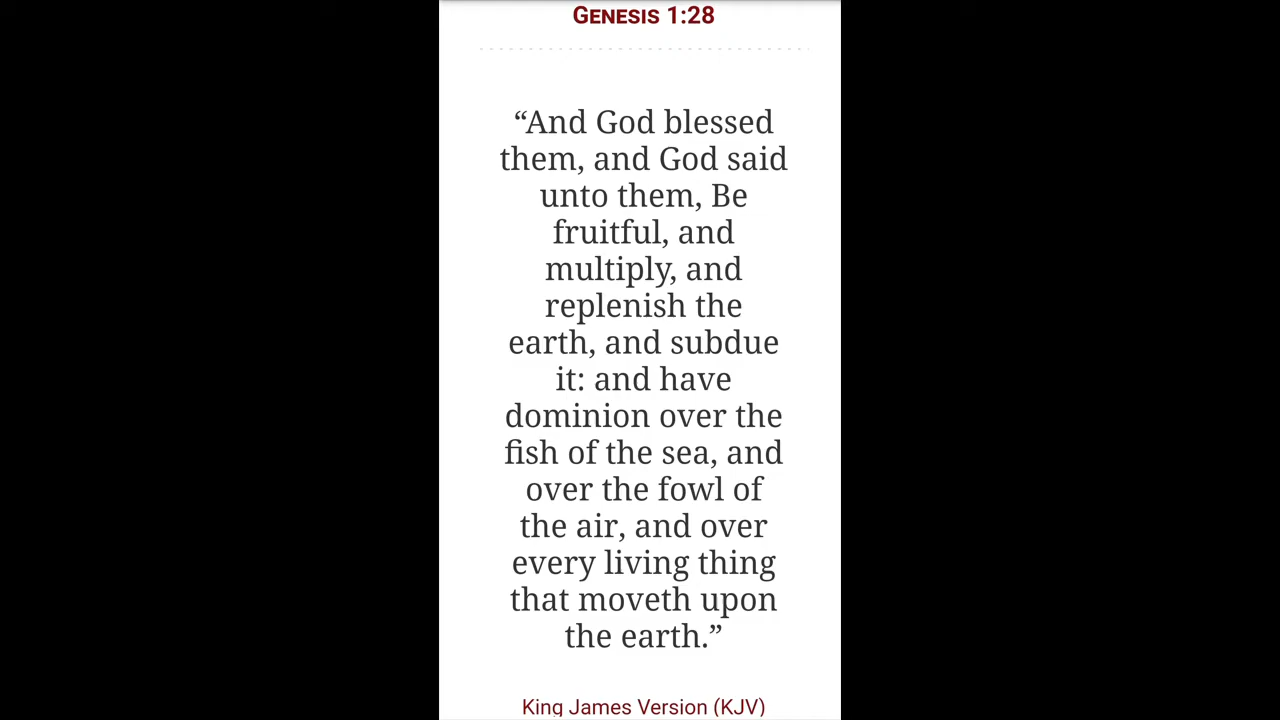 GENESIS 1:28
“And God blessed
them, and God said
unto them, Be
fruitful, and
multiply, and
replenish the
earth, and subdue
it: and have
dominion over the
fish of the sea, and
over the fowl of
the air, and over
every living thing
that moveth upon
the earth.”
King James Version (KJV)